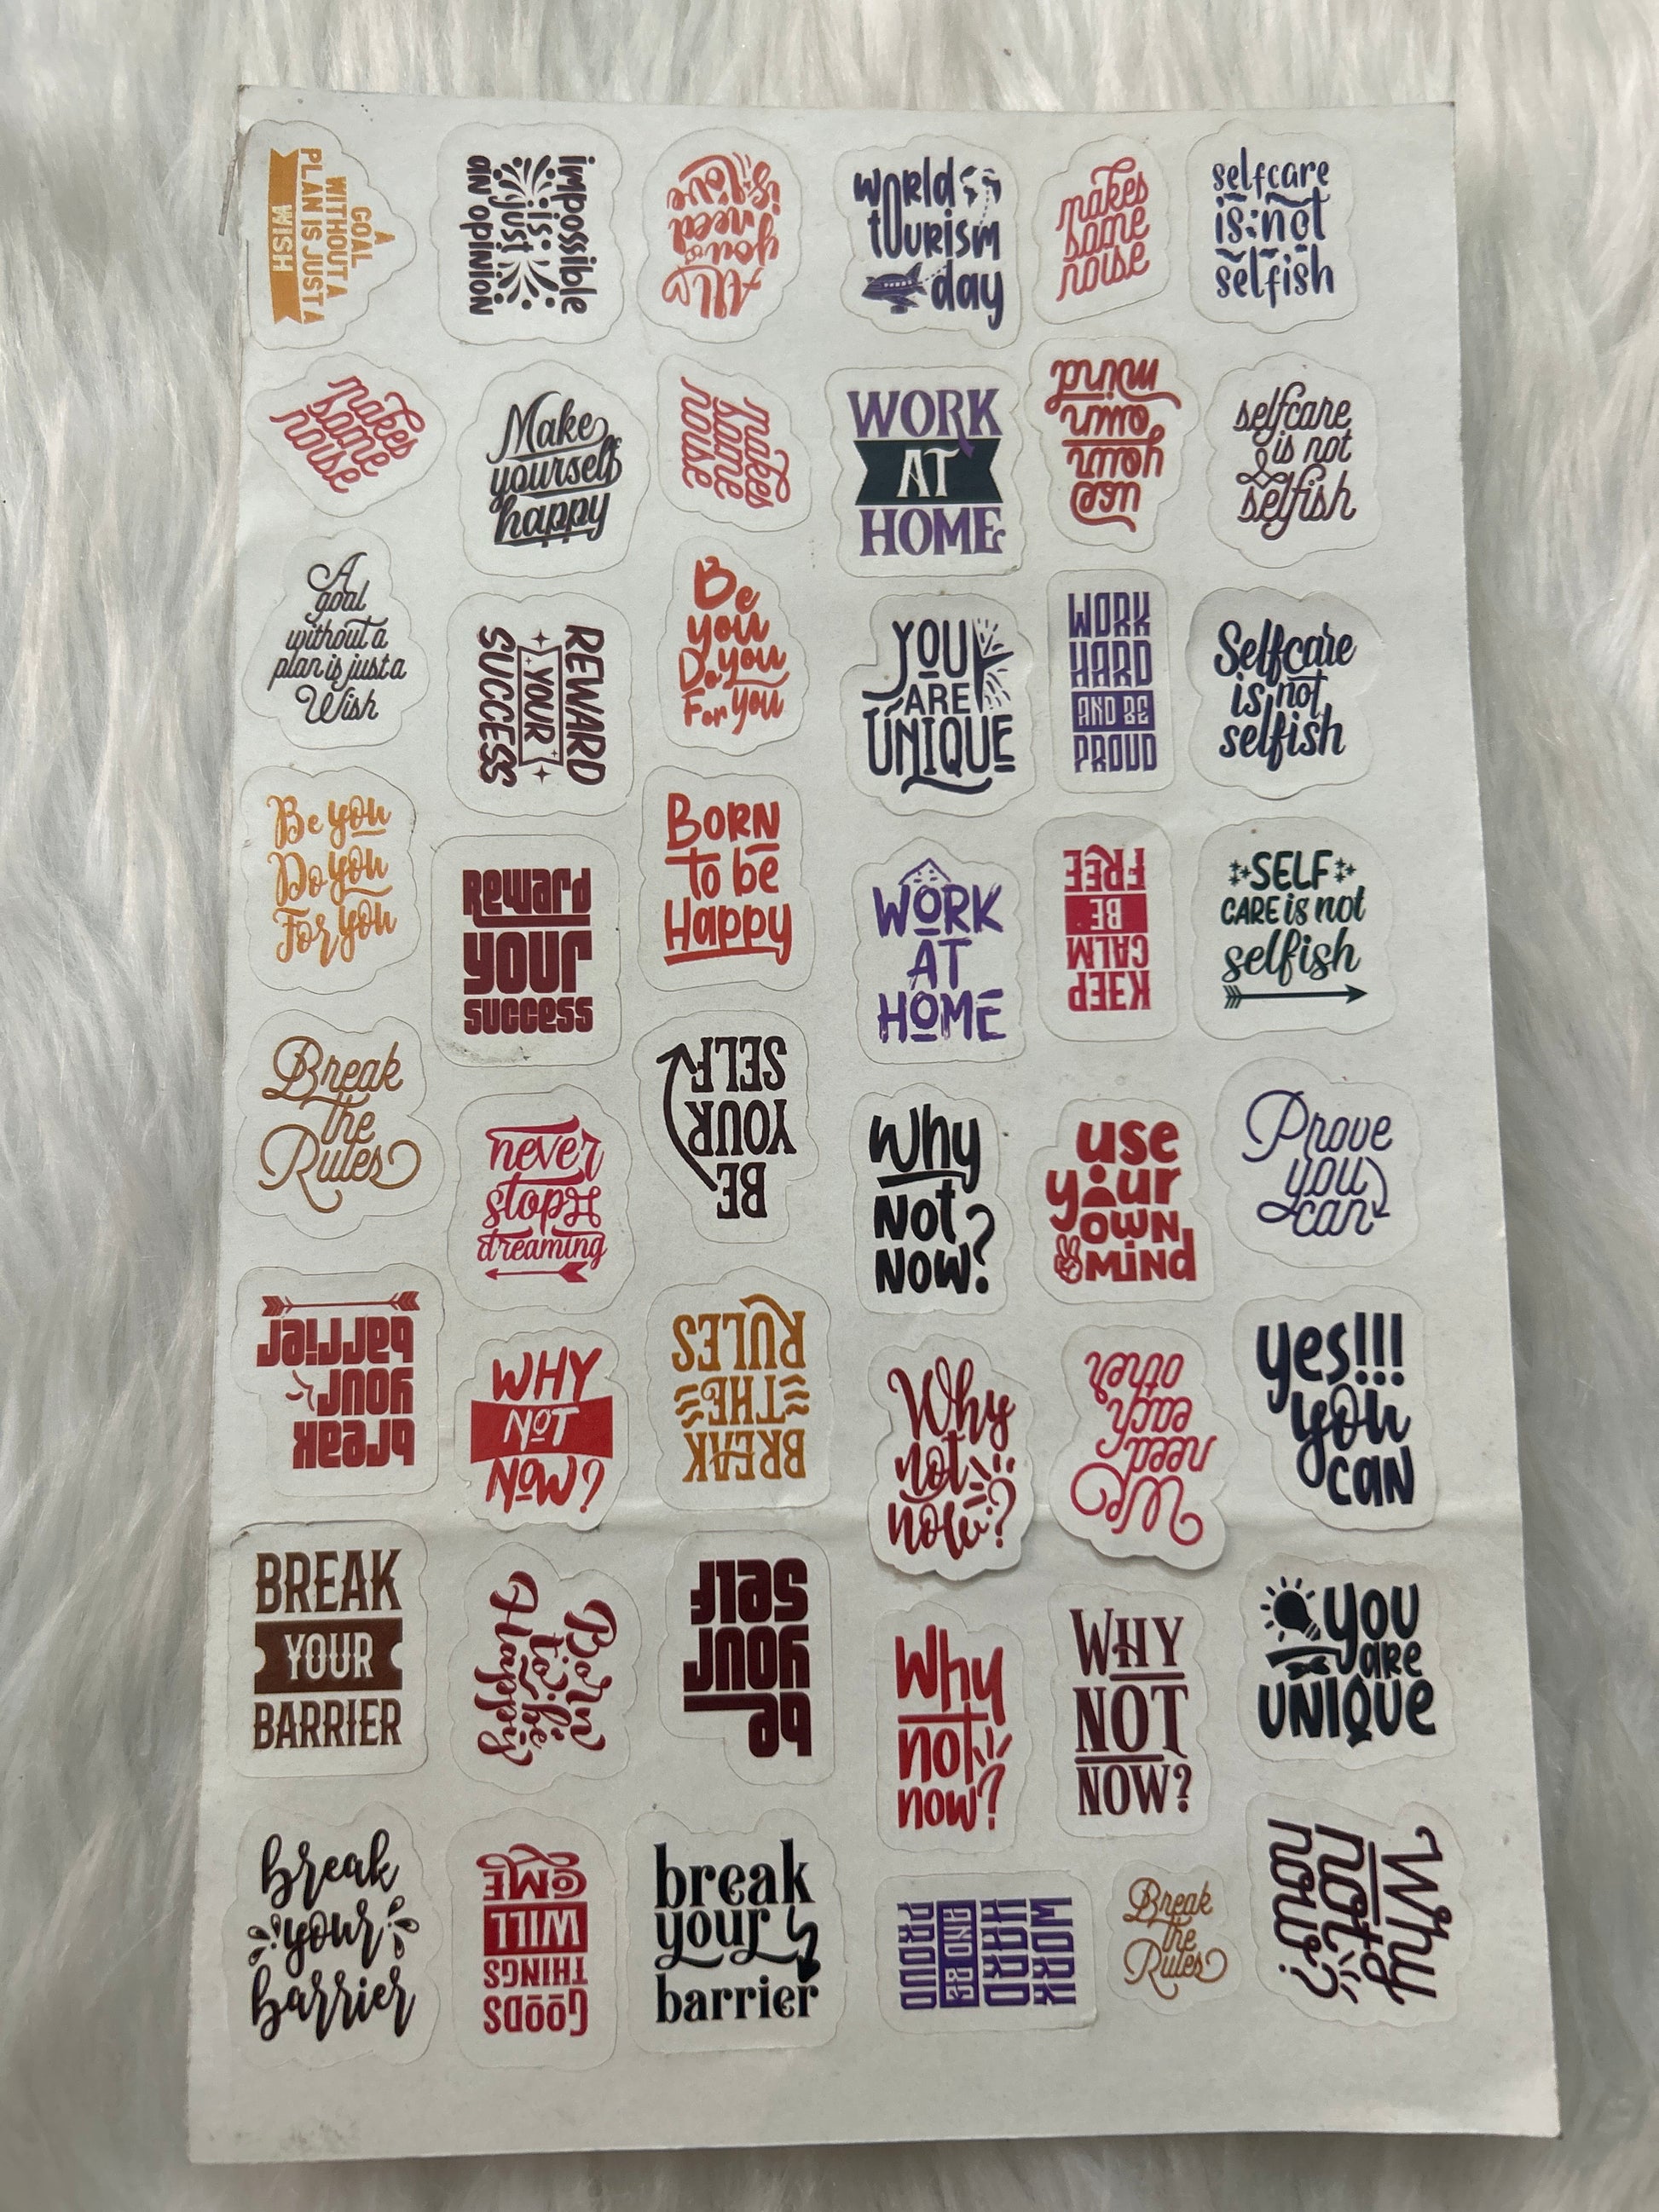 A
GOAL
WITHOUT A
PLAN IS JUST A
WISH
impossible
is
just
an opinion
All
you need
is love
world
tourism
day
makes
some
noise
selfcare
is not
selfish
makes
some
noise
Make
yourself
happy
makes
some
noise
WORK
AT
HOME
use
your
own
mind
selfcare
is not
selfish
A
goal
without a
plan is just a
Wish
REWARD
YOUR
SUCCESS
Be
you
Do you
For you
YOU
ARE
UNIQUE
WORK
HARD
AND BE
PROUD
Selfcare
is not
selfish
Be you
Do you
For you
Reward
your
success
BORN
to be
Happy
WORK
AT
HOME
KEEP
CALM
BE
FREE
SELF
CARE is not
selfish
Break
the
Rules
never
stop
dreaming
BE
YOUR
SELF
Why
Not
Now?
use
your
own
mind
Prove
you
can
break
your
barrier
WHY
NOT
NOW?
BREAK
THE
RULES
Why
not
now?
We
need
each
other
yes!!!
you
can
BREAK
YOUR
BARRIER
Born
to be
Happy
be
your
self
Why
not
now?
WHY
NOT
NOW?
YOU
are
UNIQUE
break
your
barrier
GOODS
THINGS
WILL
COME
break
your
barrier
WORK
HARD
AND BE
PROUD
Break
the
Rules
Why
not
now?